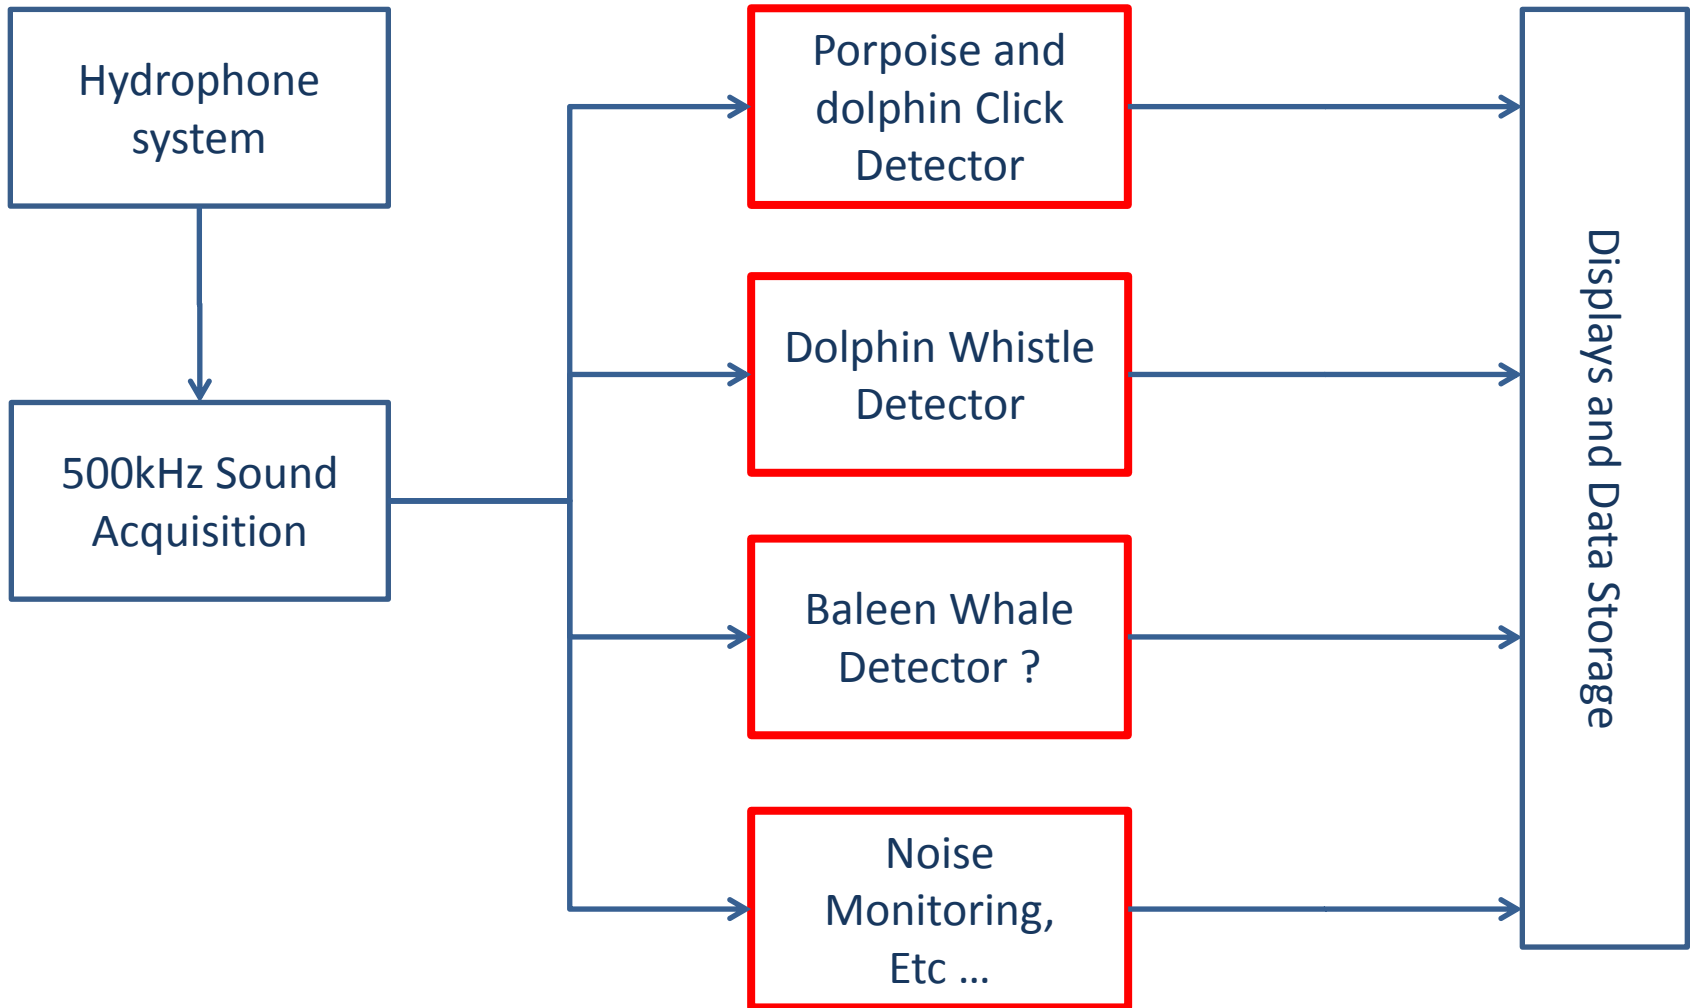 Hydrophone
system
500kHz Sound
Acquisition
Porpoise and
dolphin Click
Detector
Dolphin Whistle
Detector
Baleen Whale
Detector ?
Noise
Monitoring,
Etc ...
Displays and Data Storage